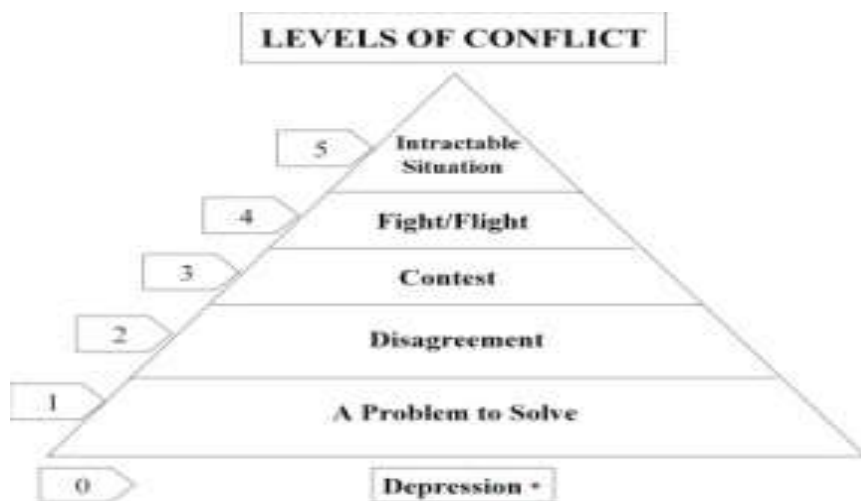 LEVELS OF CONFLICT
5
Intractable
Situation
4
Fight/Flight
3
Contest
2
Disagreement
1
A Problem to Solve
0
Depression *